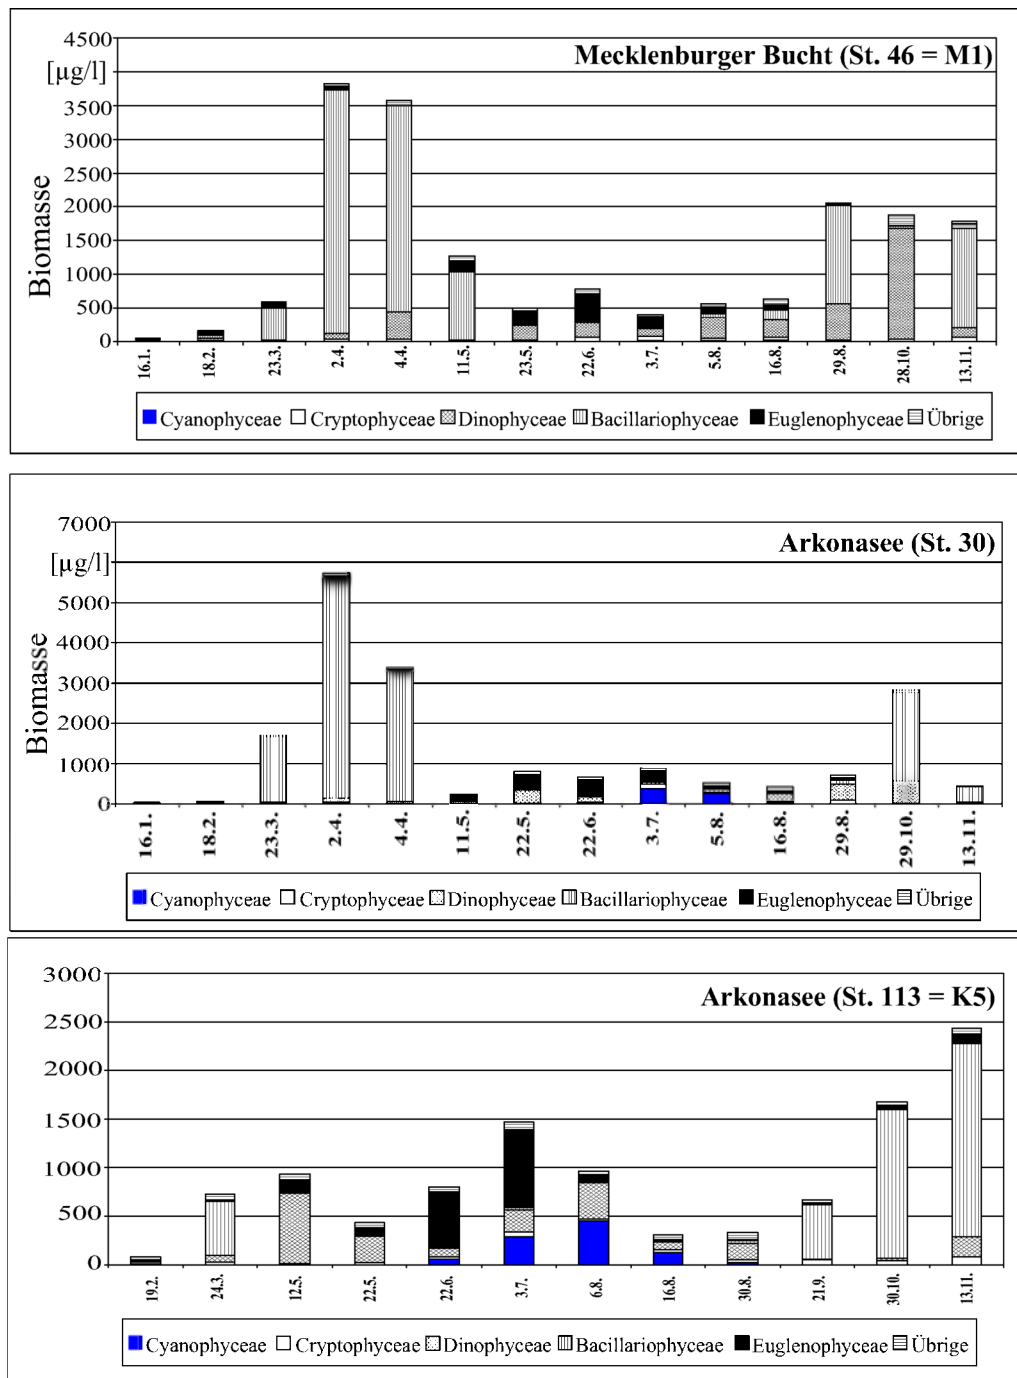 Mecklenburger Bucht (St. 46 = M1)
4500
[µg/l]
3500
3000
2500
2000
1500
1000
500
0
Biomasse
16.1. 18.2. 23.3. 2.4. 4.4. 11.5. 23.5. 22.6. 3.7. 5.8. 16.8. 29.8. 28.10. 13.11.
Cyanophyceae Cryptophyceae Dinophyceae Bacillariophyceae Euglenophyceae Übrige
Arkonasee (St. 30)
7000
[µg/l]
5000
4000
3000
2000
1000
0
Biomasse
16.1. 18.2. 23.3. 2.4. 4.4. 11.5. 22.5. 22.6. 3.7. 5.8. 16.8. 29.8. 29.10. 13.11.
Cyanophyceae Cryptophyceae Dinophyceae Bacillariophyceae Euglenophyceae Übrige
Arkonasee (St. 113 = K5)
3000
2500
2000
1500
1000
500
0
19.2. 24.3. 12.5. 22.5. 22.6. 3.7. 6.8. 16.8. 30.8. 21.9. 30.10. 13.11.
Cyanophyceae Cryptophyceae Dinophyceae Bacillariophyceae Euglenophyceae Übrige